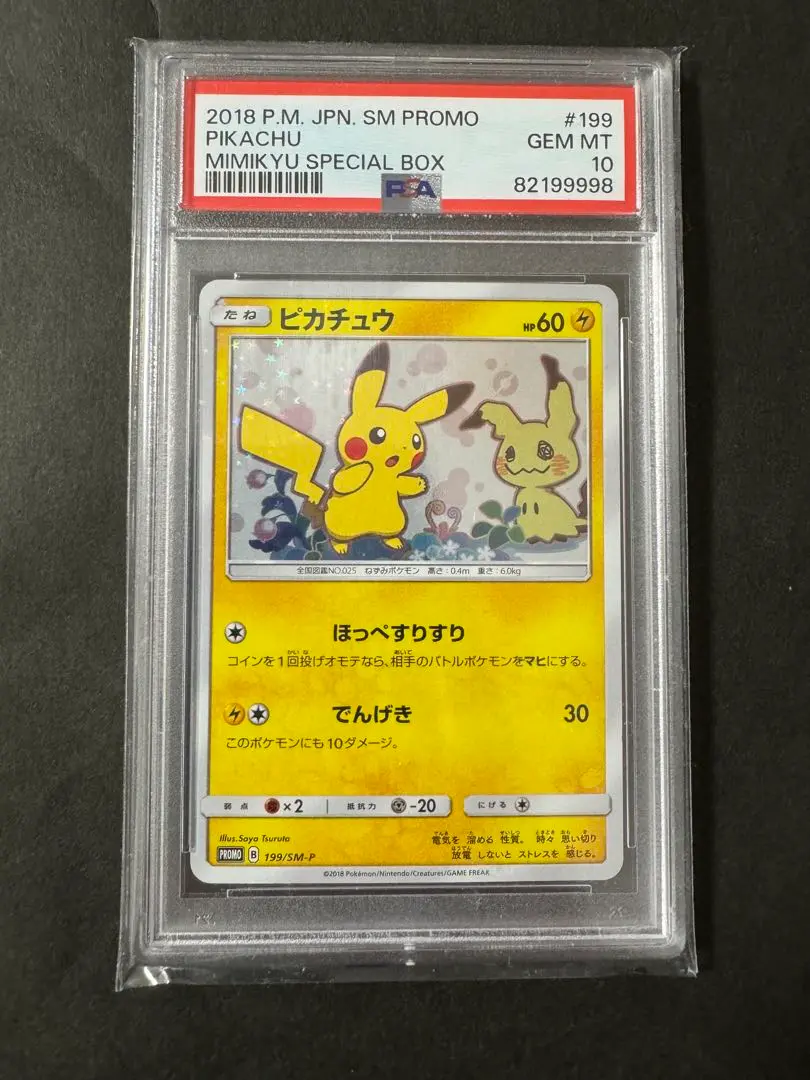 2018 P.M. JPN. SM PROMO #199
PIKACHU GEM MT
MIMIKYU SPECIAL BOX 10
PSA 82199998
たね ピカチュウ HP60
全国図鑑NO.025 ねずみポケモン 高さ:0.4m 重さ:6.0kg
ほっぺすりすり
コインを1回投げオモテなら、相手のバトルポケモンをマヒにする。
でんげき 30
このポケモンにも10ダメージ。
弱点 ×2 抵抗力 -20 にげる
Illus.Saya Tsuruta
電気を 溜める 性質。 時々 思い切り
放電 しないと ストレスを 感じる。
PROMO B 199/SM-P
©2018 Pokémon/Nintendo/Creatures/GAME FREAK